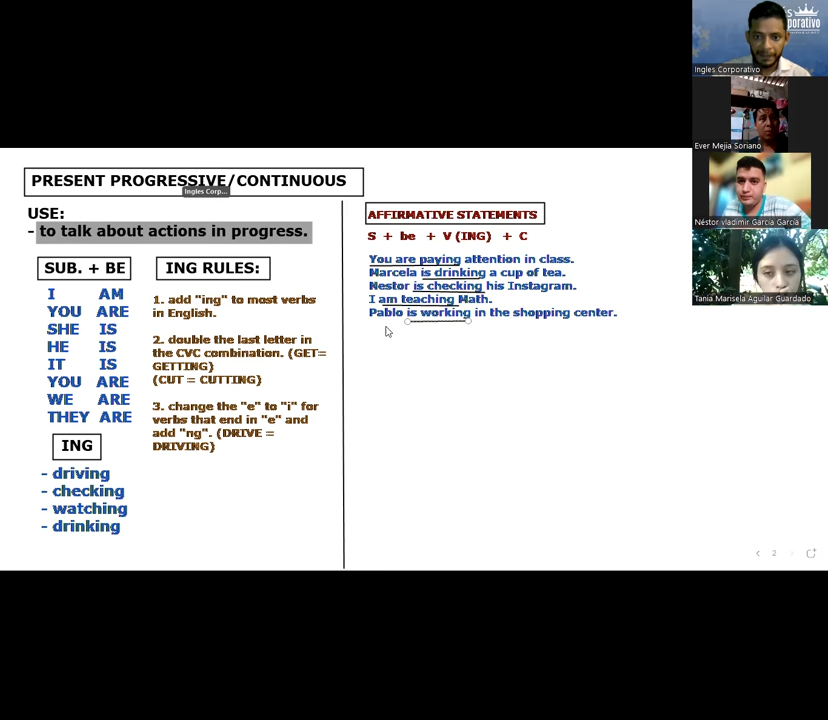 PRESENT PROGRESSIVE/CONTINUOUS
Ingles Corp...
USE:
- to talk about actions in progress.
SUB. + BE
I AM
YOU ARE
SHE IS
HE IS
IT IS
YOU ARE
WE ARE
THEY ARE
ING
- driving
- checking
- watching
- drinking
ING RULES:
1. add "ing" to most verbs
in English.
2. double the last letter in
the CVC combination. (GET=
GETTING)
(CUT = CUTTING)
3. change the "e" to "i" for
verbs that end in "e" and
add "ng". (DRIVE =
DRIVING)
AFFIRMATIVE STATEMENTS
S + be + V (ING) + C
You are paying attention in class.
Marcela is drinking a cup of tea.
Nestor is checking his Instagram.
I am teaching Math.
Pablo is working in the shopping center.
2
Ingles Corporativo
Ever Mejia Soriano
Néstor vladimir García García
Tania Marisela Aguilar Guardado